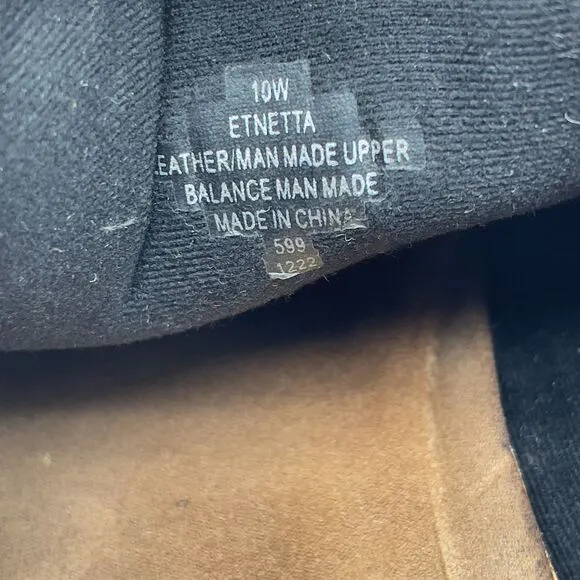 10W
ETNETTA
EATHER/MAN MADE UPPER
BALANCE MAN MADE
MADE IN CHINA
599
1222